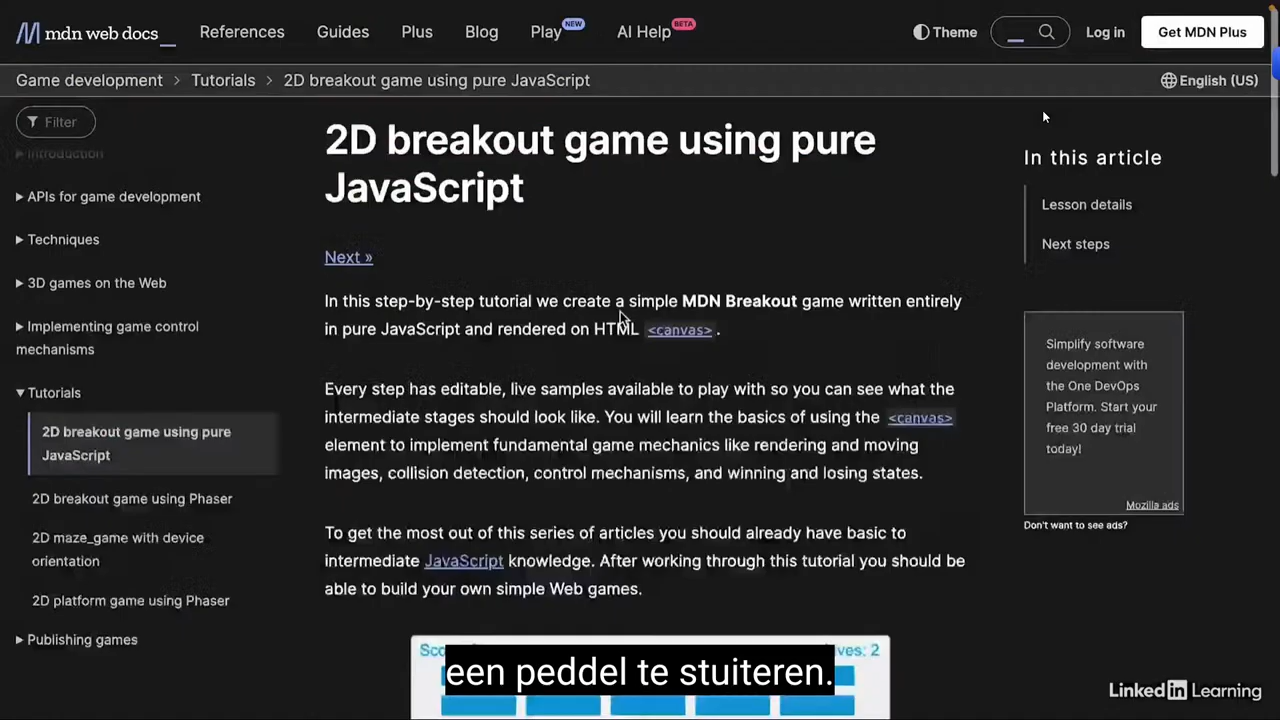 mdn web docs
References
Guides
Plus
Blog
Play NEW
AI Help BETA
Theme
Log in
Get MDN Plus
Game development > Tutorials > 2D breakout game using pure JavaScript
English (US)
Filter
Introduction
APIs for game development
Techniques
3D games on the Web
Implementing game control
mechanisms
Tutorials
2D breakout game using pure
JavaScript
2D breakout game using Phaser
2D maze_game with device
orientation
2D platform game using Phaser
Publishing games
2D breakout game using pure
JavaScript
Next »
In this step-by-step tutorial we create a simple MDN Breakout game written entirely
in pure JavaScript and rendered on HTML <canvas> .
Every step has editable, live samples available to play with so you can see what the
intermediate stages should look like. You will learn the basics of using the <canvas>
element to implement fundamental game mechanics like rendering and moving
images, collision detection, control mechanisms, and winning and losing states.
To get the most out of this series of articles you should already have basic to
intermediate JavaScript knowledge. After working through this tutorial you should be
able to build your own simple Web games.
In this article
Lesson details
Next steps
Simplify software
development with
the One DevOps
Platform. Start your
free 30 day trial
today!
Mozilla ads
Don't want to see ads?
een peddel te stuiteren.
LinkedIn Learning